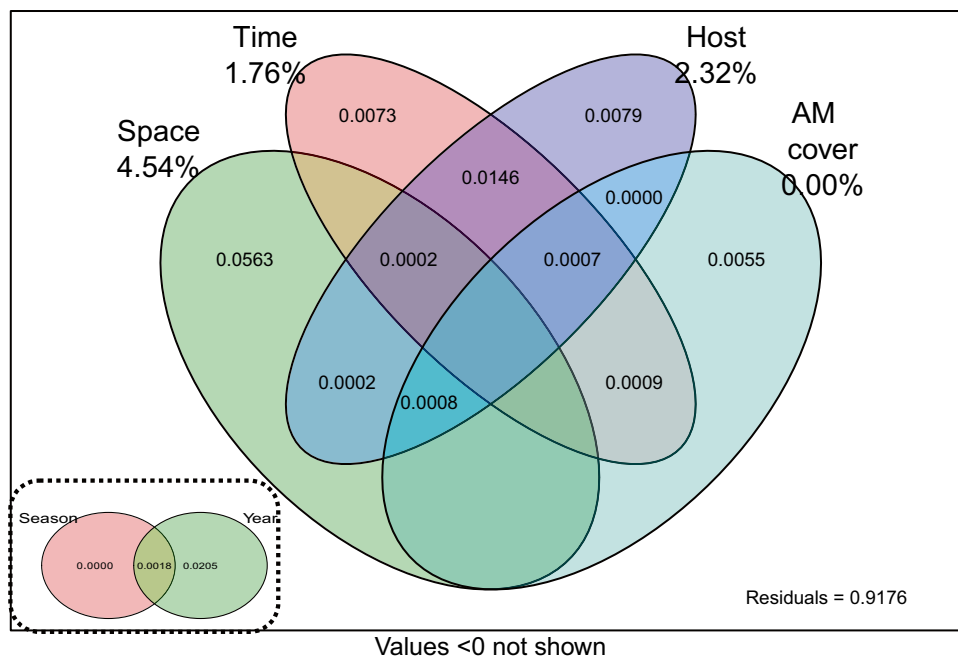 Time
1.76%
Host
2.32%
Space
4.54%
AM
cover
0.00%
0.0073
0.0079
0.0146
0.0000
0.0563
0.0002
0.0007
0.0055
0.0002
0.0008
0.0009
Season
Year
0.0000
0.0018
0.0205
Residuals = 0.9176
Values <0 not shown